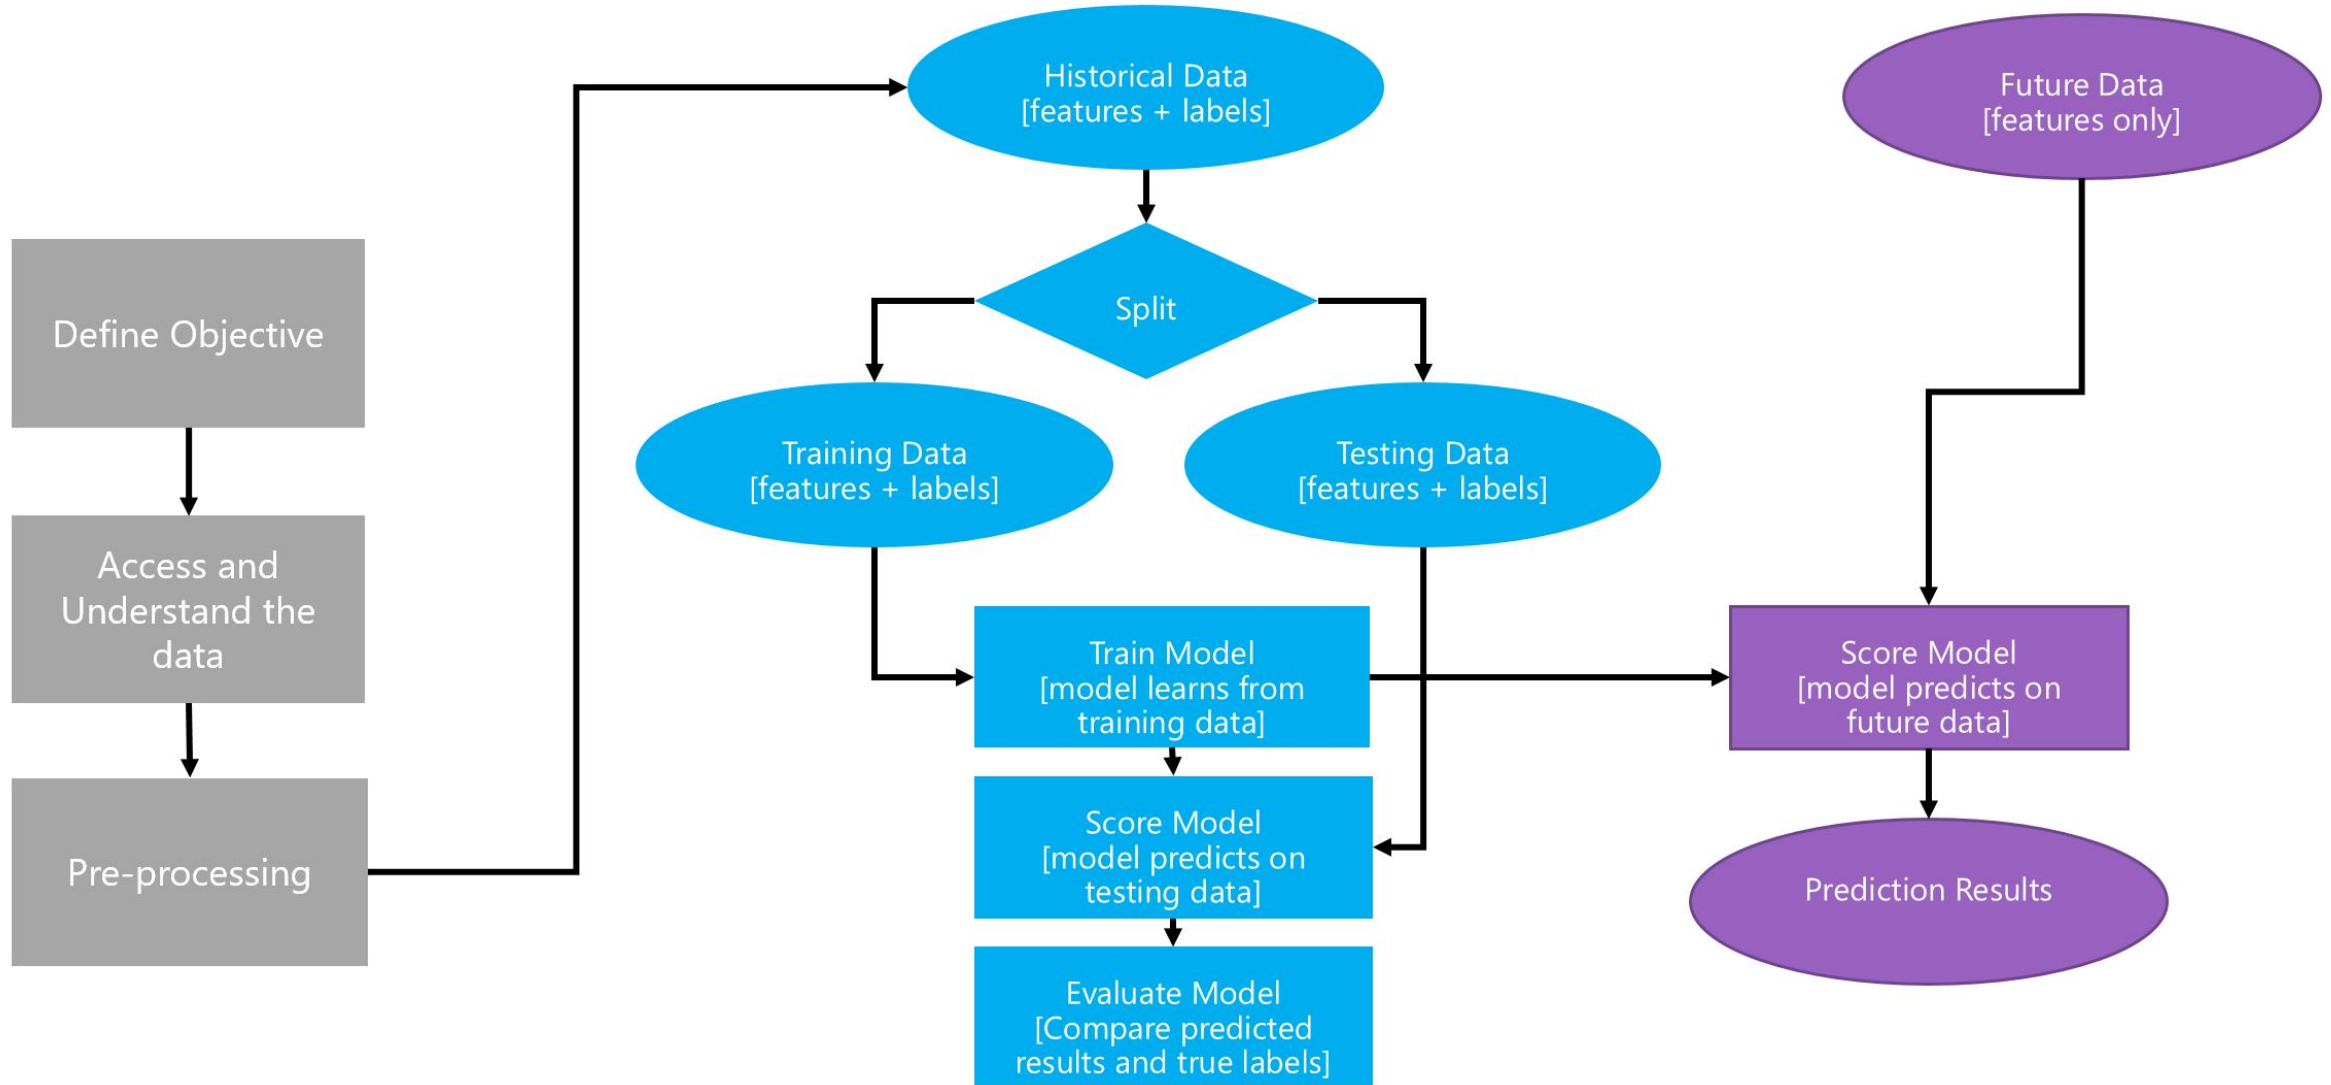 Define Objective
Access and
Understand the
data
Pre-processing
Historical Data
[features + labels]
Split
Training Data
[features + labels]
Testing Data
[features + labels]
Train Model
[model learns from
training data]
Score Model
[model predicts on
testing data]
Evaluate Model
[Compare predicted
results and true labels]
Future Data
[features only]
Score Model
[model predicts on
future data]
Prediction Results